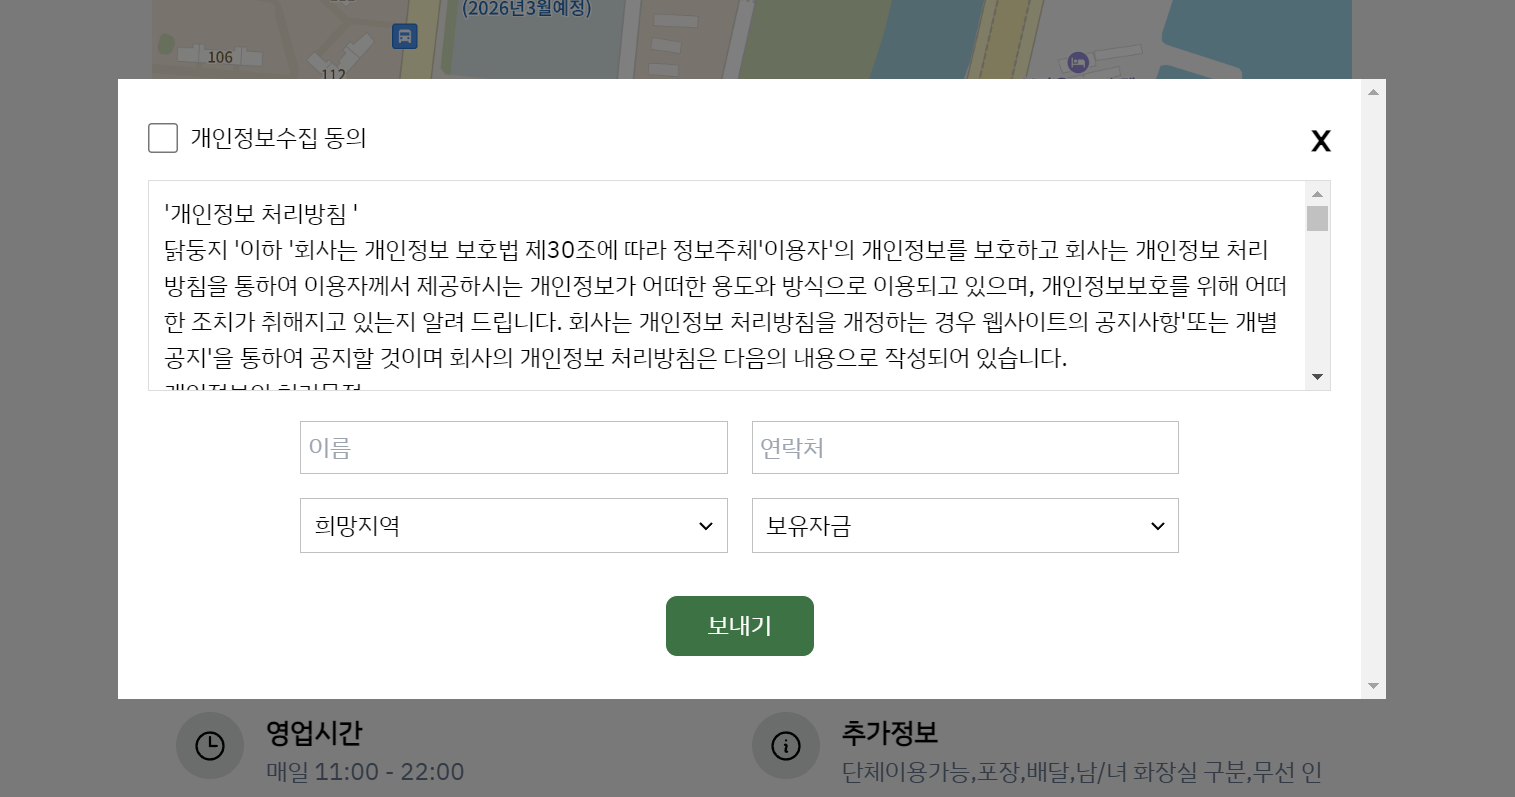 (2026년3월예정)
106
112
개인정보수집 동의
X
'개인정보 처리방침 '
닭둥지 '이하 '회사는 개인정보 보호법 제30조에 따라 정보주체'이용자'의 개인정보를 보호하고 회사는 개인정보 처리
방침을 통하여 이용자께서 제공하시는 개인정보가 어떠한 용도와 방식으로 이용되고 있으며, 개인정보보호를 위해 어떠
한 조치가 취해지고 있는지 알려 드립니다. 회사는 개인정보 처리방침을 개정하는 경우 웹사이트의 공지사항'또는 개별
공지'을 통하여 공지할 것이며 회사의 개인정보 처리방침은 다음의 내용으로 작성되어 있습니다.
개인정보의 처리목적
이름
연락처
희망지역
보유자금
보내기
영업시간
매일 11:00 - 22:00
추가정보
단체이용가능,포장,배달,남/녀 화장실 구분,무선 인